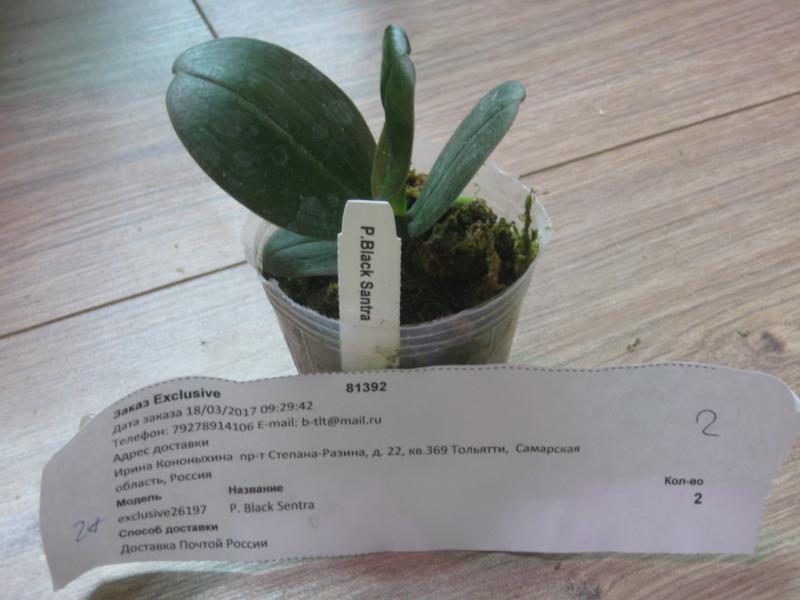 P.Black Santra
Заказ Exclusive 81392
Дата заказа 18/03/2017 09:29:42
Телефон: 79278914106 E-mail: b-tlt@mail.ru
Адрес доставки
Ирина Кононыхина пр-т Степана-Разина, д. 22, кв.369 Тольятти, Самарская
область, Россия
Модель Название Кол-во
exclusive26197 P. Black Sentra 2
Способ доставки
Доставка Почтой России
2